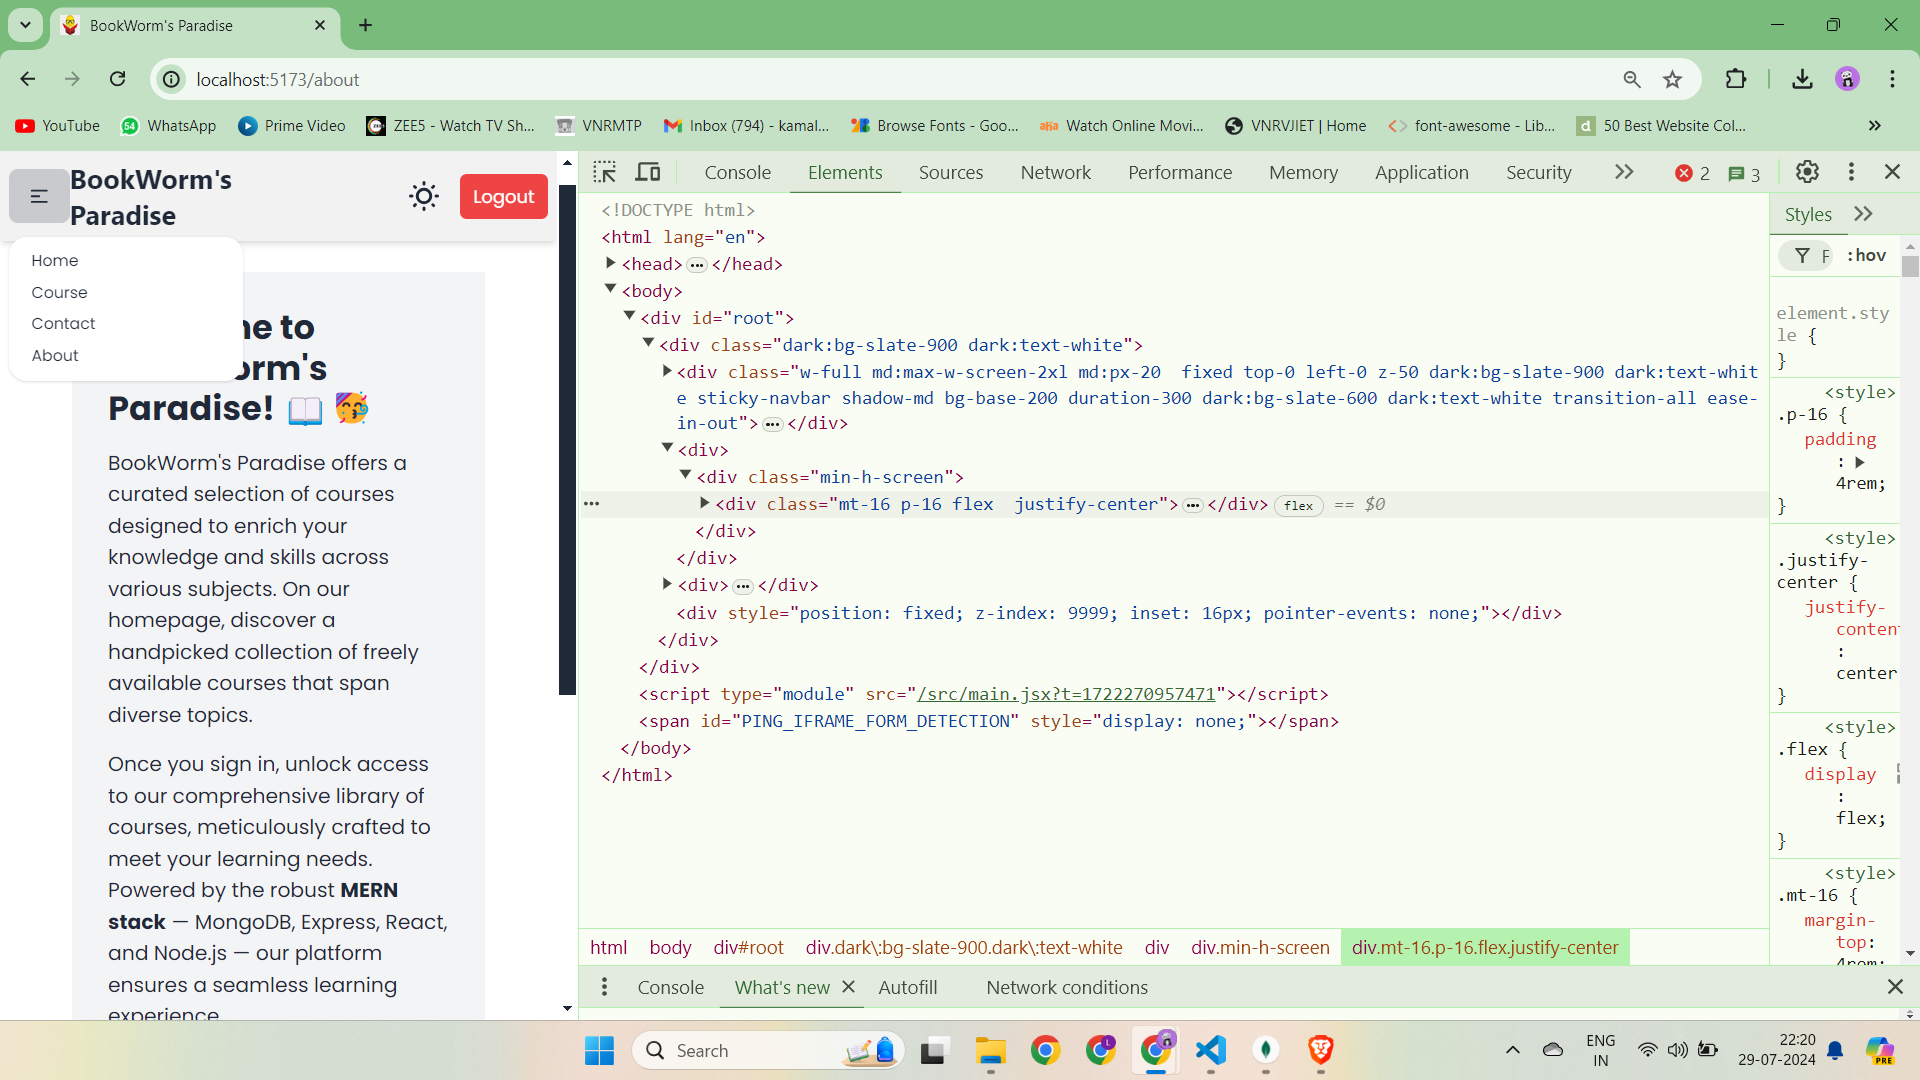 BookWorm's Paradise
localhost:5173/about
YouTube
WhatsApp
Prime Video
ZEE5 - Watch TV Sh...
VNRMTP
Inbox (794) - kamal...
Browse Fonts - Goo...
Watch Online Movi...
VNRVJIET | Home
font-awesome - Lib...
50 Best Website Col...
BookWorm's
Paradise
Logout
Home
Course
Contact
About
ne to
orm's
Paradise! 📖 🥳
BookWorm's Paradise offers a
curated selection of courses
designed to enrich your
knowledge and skills across
various subjects. On our
homepage, discover a
handpicked collection of freely
available courses that span
diverse topics.
Once you sign in, unlock access
to our comprehensive library of
courses, meticulously crafted to
meet your learning needs.
Powered by the robust MERN
stack — MongoDB, Express, React,
and Node.js — our platform
ensures a seamless learning
experience
Console Elements Sources Network Performance Memory Application Security 2 3
<!DOCTYPE html>
<html lang="en">
<head> ... </head>
<body>
<div id="root">
<div class="dark:bg-slate-900 dark:text-white">
<div class="w-full md:max-w-screen-2xl md:px-20  fixed top-0 left-0 z-50 dark:bg-slate-900 dark:text-whit
e sticky-navbar shadow-md bg-base-200 duration-300 dark:bg-slate-600 dark:text-white transition-all ease-
in-out"> ... </div>
<div>
<div class="min-h-screen">
... <div class="mt-16 p-16 flex  justify-center"> ... </div> flex == $0
</div>
</div>
<div> ... </div>
<div style="position: fixed; z-index: 9999; inset: 16px; pointer-events: none;"></div>
</div>
</div>
<script type="module" src="/src/main.jsx?t=1722270957471"></script>
<span id="PING_IFRAME_FORM_DETECTION" style="display: none;"></span>
</body>
</html>
html body div#root div.dark\:bg-slate-900.dark\:text-white div div.min-h-screen div.mt-16.p-16.flex.justify-center
Styles
F :hov
element.sty
le {
}
<style>
.p-16 {
padding
:
4rem;
}
<style>
.justify-
center {
justify-
conten
:
center
}
<style>
.flex {
display
:
flex;
}
<style>
.mt-16 {
margin-
top:
4rem;
Console What's new Autofill Network conditions
Search
ENG
IN
22:20
29-07-2024
PRE